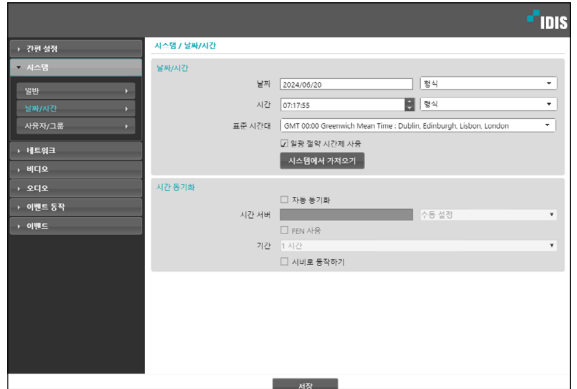 IDIS
간편 설정
시스템
일반
날짜/시간
사용자/그룹
네트워크
비디오
오디오
이벤트 동작
이벤트
시스템 / 날짜/시간
날짜/시간
날짜 2024/06/20 형식
시간 07:17:55 형식
표준 시간대 GMT 00:00 Greenwich Mean Time : Dublin, Edinburgh, Lisbon, London
일광 절약 시간제 사용
시스템에서 가져오기
시간 동기화
자동 동기화
시간 서버 수동 설정
FEN 사용
기간 1 시간
서버로 동작하기
저장